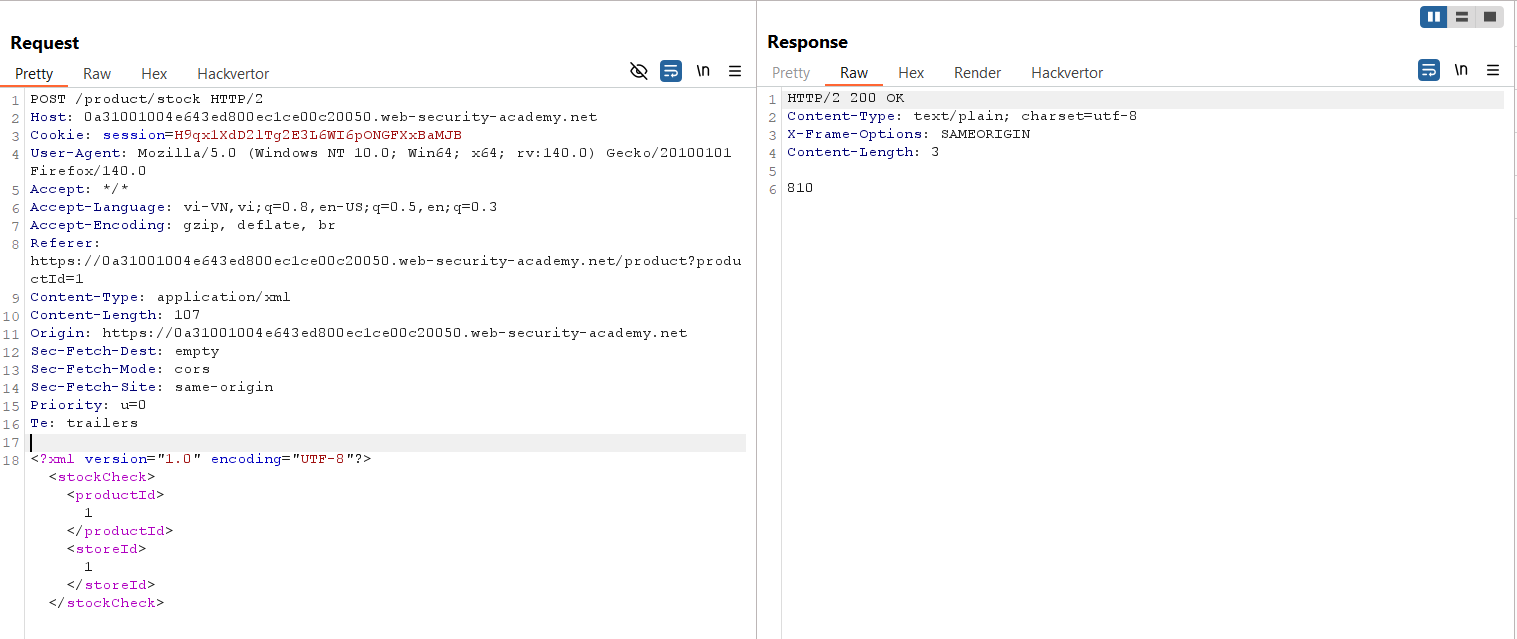 Request
Pretty Raw Hex Hackvertor \n
1 POST /product/stock HTTP/2
2 Host: 0a31001004e643ed800ec1ce00c20050.web-security-academy.net
3 Cookie: session=H9qx1XdD2lTg2E3L6WI6pONGFXxBaMJB
4 User-Agent: Mozilla/5.0 (Windows NT 10.0; Win64; x64; rv:140.0) Gecko/20100101
Firefox/140.0
5 Accept: */*
6 Accept-Language: vi-VN,vi;q=0.8,en-US;q=0.5,en;q=0.3
7 Accept-Encoding: gzip, deflate, br
8 Referer:
https://0a31001004e643ed800ec1ce00c20050.web-security-academy.net/product?produ
ctId=1
9 Content-Type: application/xml
10 Content-Length: 107
11 Origin: https://0a31001004e643ed800ec1ce00c20050.web-security-academy.net
12 Sec-Fetch-Dest: empty
13 Sec-Fetch-Mode: cors
14 Sec-Fetch-Site: same-origin
15 Priority: u=0
16 Te: trailers
17
18 <?xml version="1.0" encoding="UTF-8"?>
<stockCheck>
<productId>
1
</productId>
<storeId>
1
</storeId>
</stockCheck>
Response
Pretty Raw Hex Render Hackvertor \n
1 HTTP/2 200 OK
2 Content-Type: text/plain; charset=utf-8
3 X-Frame-Options: SAMEORIGIN
4 Content-Length: 3
5
6 810